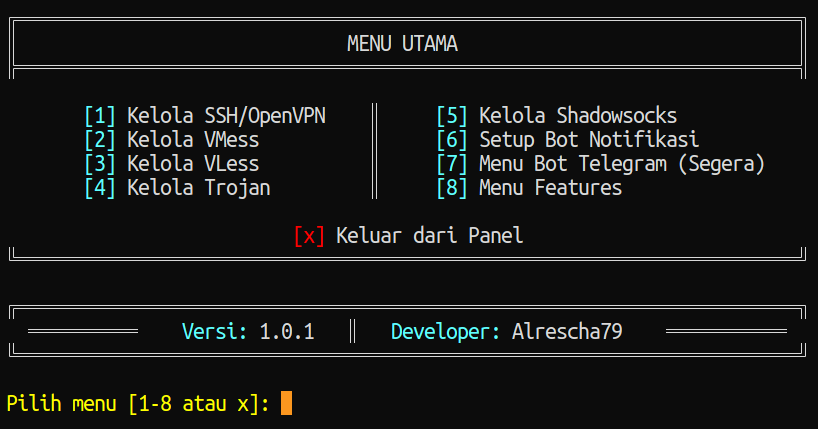 MENU UTAMA
[1] Kelola SSH/OpenVPN
[2] Kelola VMess
[3] Kelola VLess
[4] Kelola Trojan
[5] Kelola Shadowsocks
[6] Setup Bot Notifikasi
[7] Menu Bot Telegram (Segera)
[8] Menu Features
[x] Keluar dari Panel
Versi: 1.0.1
Developer: Alrescha79
Pilih menu [1-8 atau x]: